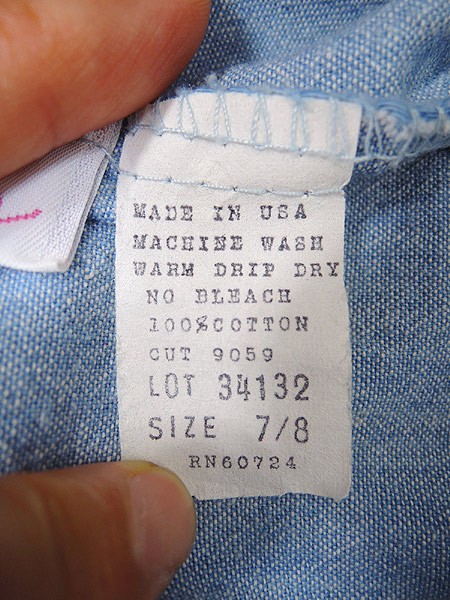 MADE IN USA
MACHINE WASH
WARM DRIP DRY
NO BLEACH
100%COTTON
CUT 9059
LOT 34132
SIZE 7/8
RN60724